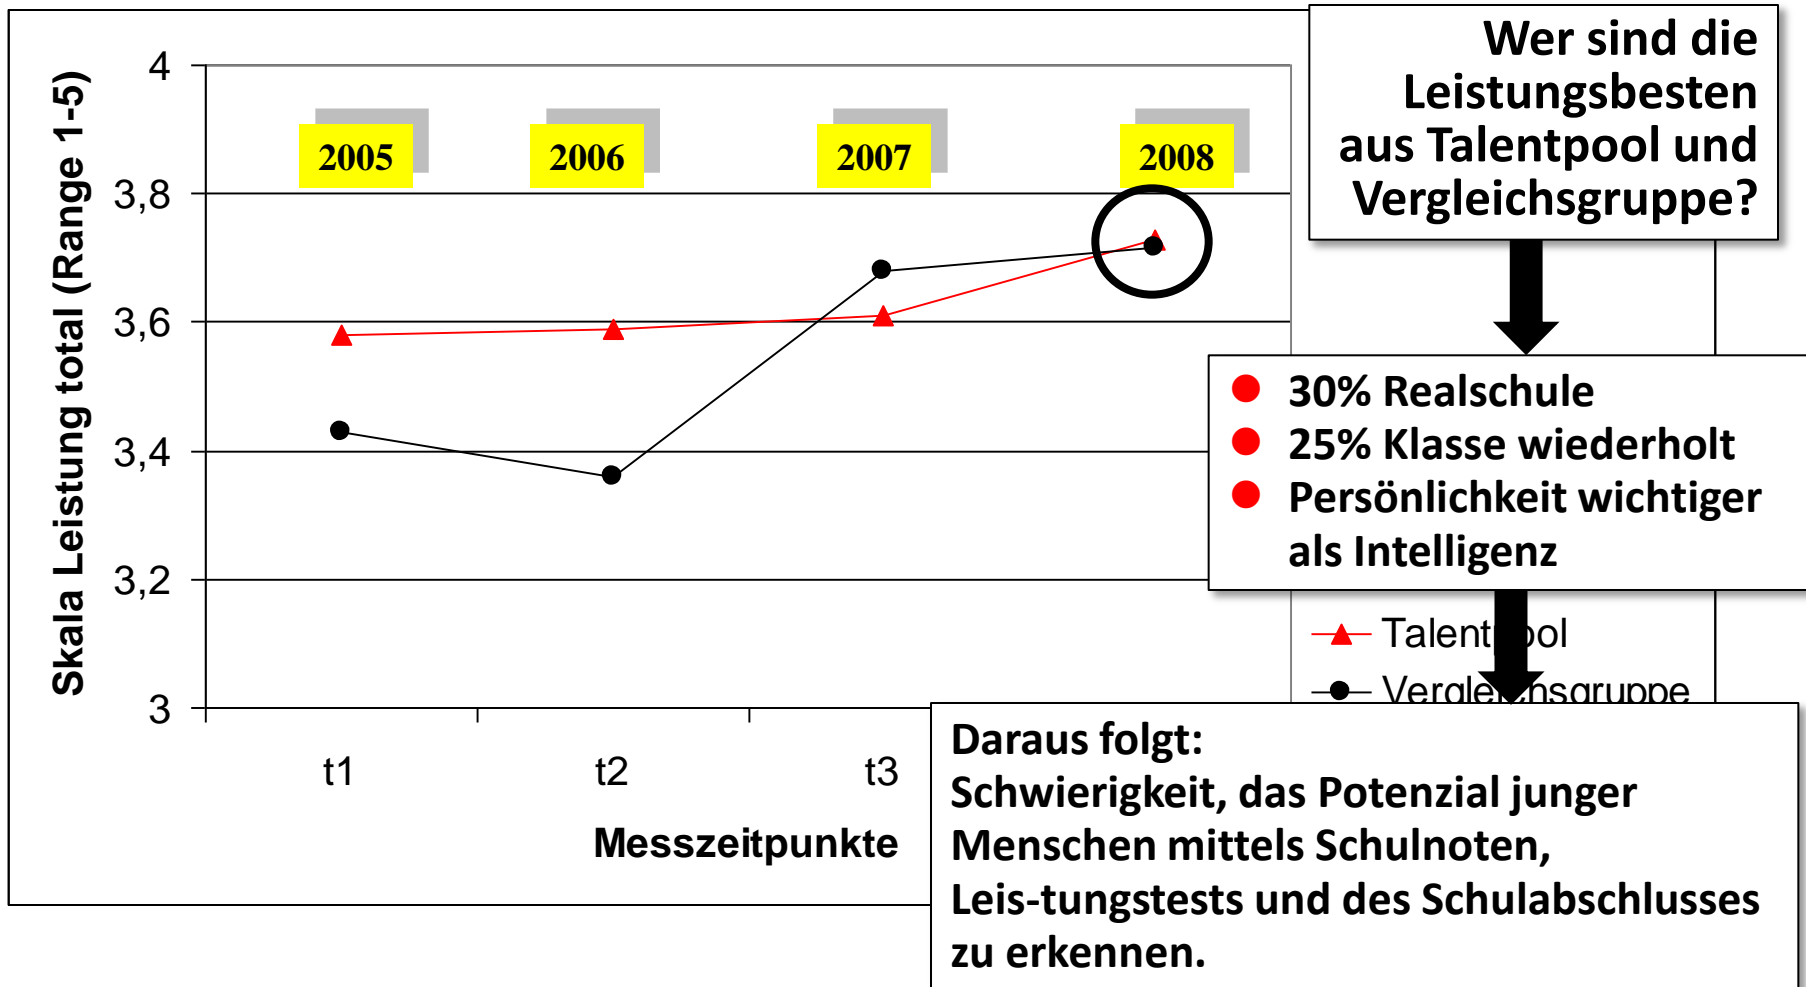 Wer sind die
Leistungsbesten
aus Talentpool und
Vergleichsgruppe?
Skala Leistung total (Range 1-5)
4
3,8
3,6
3,4
3,2
3
2005
2006
2007
2008
30% Realschule
25% Klasse wiederholt
Persönlichkeit wichtiger
als Intelligenz
Talentpool
Vergleichsgruppe
t1
t2
t3
Messzeitpunkte
Daraus folgt:
Schwierigkeit, das Potenzial junger
Menschen mittels Schulnoten,
Leis-tungstests und des Schulabschlusses
zu erkennen.